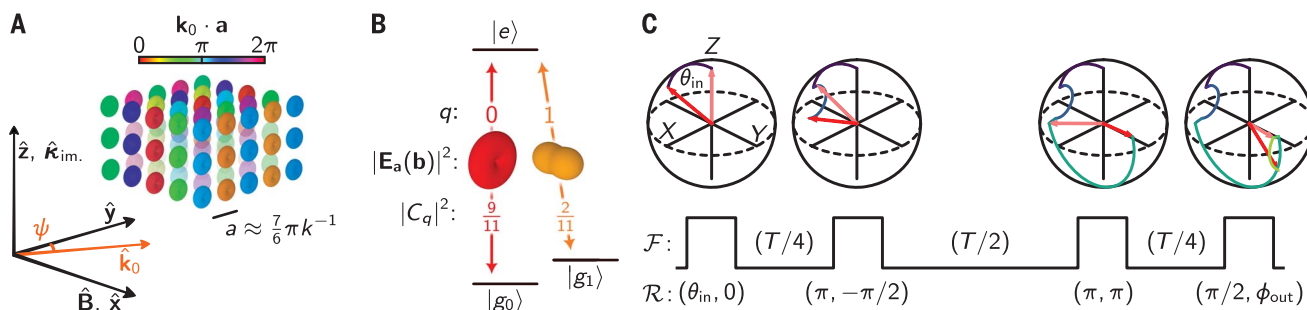 A
k₀ · a
0 π 2π
ẑ, κ̂im.
ŷ
ψ
k̂₀
B̂, x̂
a ≈ 7/6 πk⁻¹
B
|e⟩
q: 0 1
|Eₐ(b)|²:
|C_q|²: 9/11 2/11
|g₀⟩ |g₁⟩
C
Z
θin
X Y
ℱ: (T/4) (T/2) (T/4)
ℛ: (θin, 0) (π, −π/2) (π, π) (π/2, ϕout)